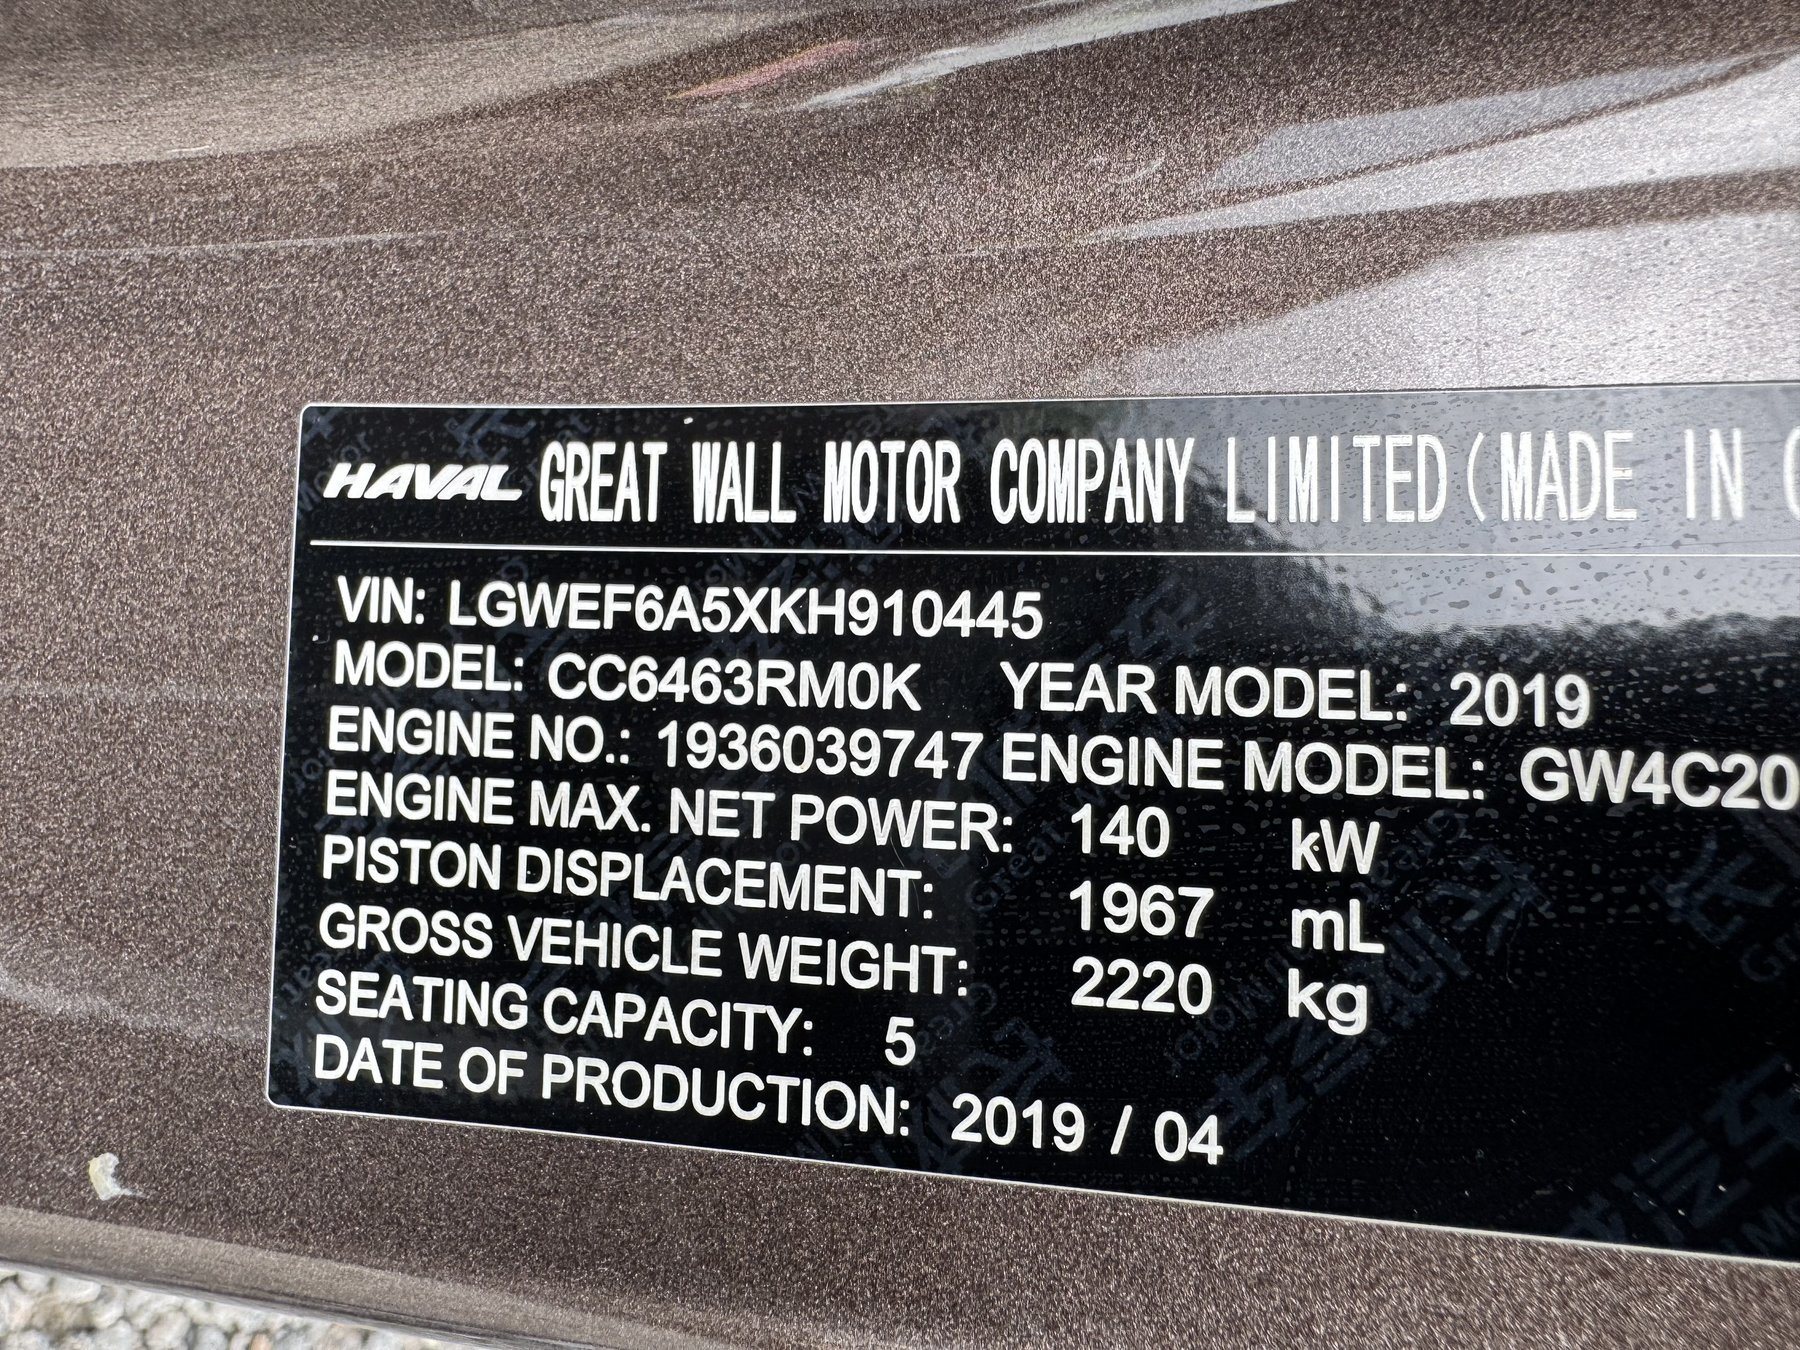 HAVAL GREAT WALL MOTOR COMPANY LIMITED(MADE IN
VIN: LGWEF6A5XKH910445
MODEL: CC6463RM0K YEAR MODEL: 2019
ENGINE NO.: 1936039747 ENGINE MODEL: GW4C20
ENGINE MAX. NET POWER: 140 kW
PISTON DISPLACEMENT: 1967 mL
GROSS VEHICLE WEIGHT: 2220 kg
SEATING CAPACITY: 5
DATE OF PRODUCTION: 2019 / 04